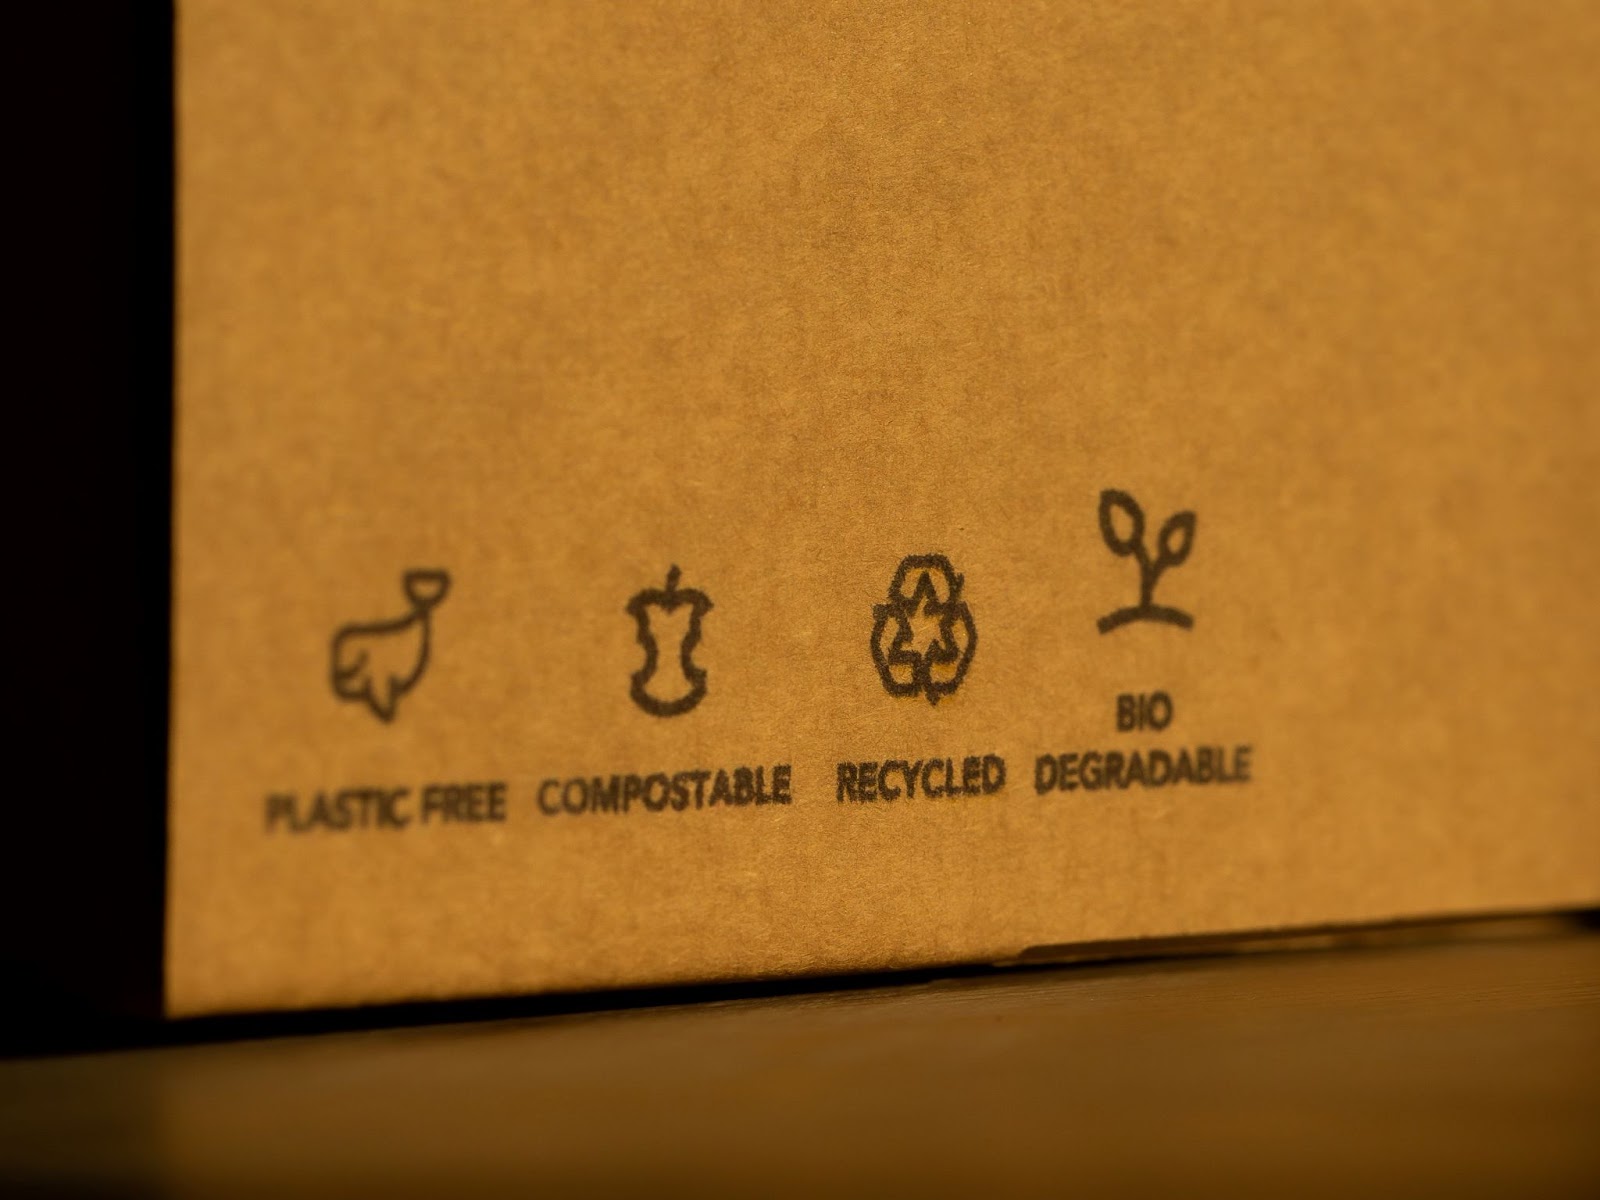 PLASTIC FREE
COMPOSTABLE
RECYCLED
BIO
DEGRADABLE